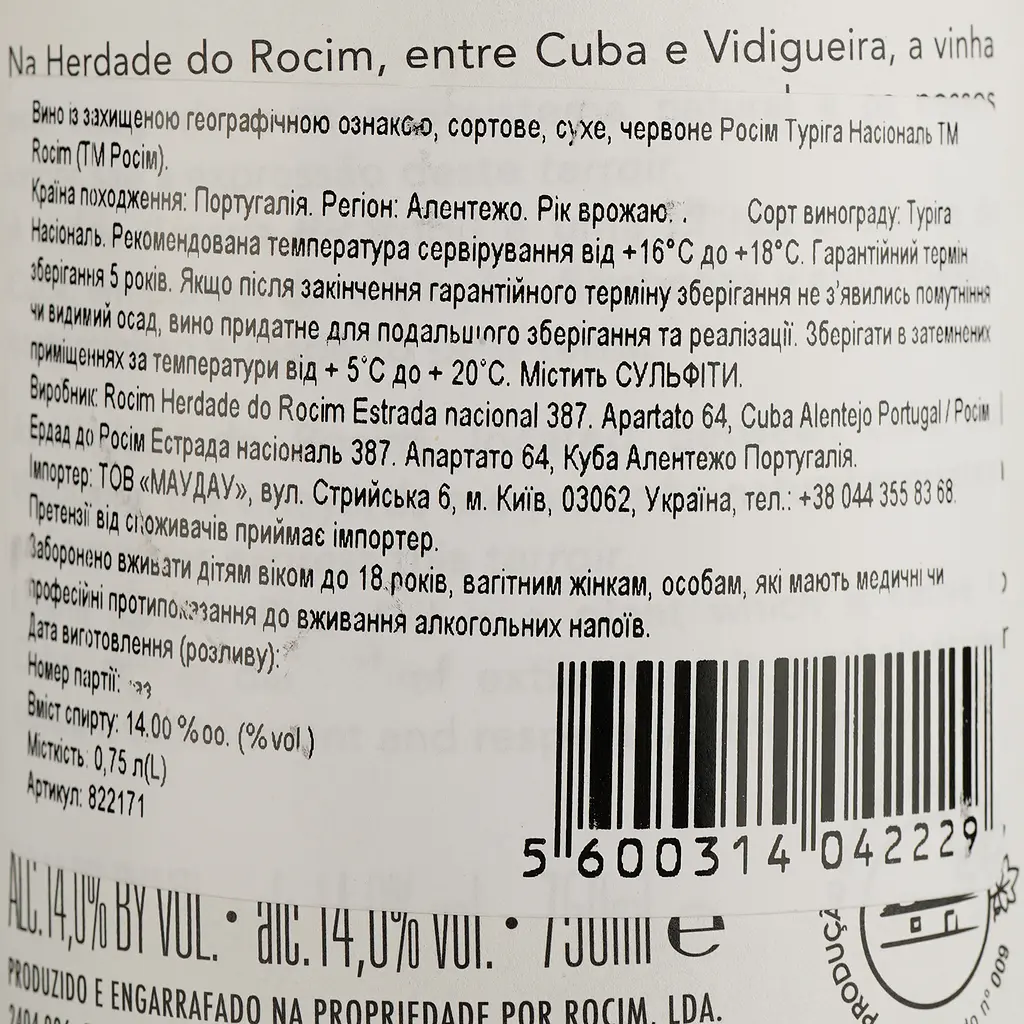 Na Herdade do Rocim, entre Cuba e Vidigueira, a vinha
Вино із захищеною географічною ознакою, сортове, сухе, червоне Росім Туріга Насіональ ТМ
Rocim (ТМ Росім).
Країна походження: Португалія. Регіон: Алентежо. Рік врожаю: . Сорт винограду: Туріга
Насіональ. Рекомендована температура сервірування від +16°C до +18°C. Гарантійний термін
зберігання 5 років. Якщо після закінчення гарантійного терміну зберігання не з'явились помутніння
чи видимий осад, вино придатне для подальшого зберігання та реалізації. Зберігати в затемнених
приміщеннях за температури від + 5°C до + 20°C. Містить СУЛЬФІТИ.
Виробник: Rocim Herdade do Rocim Estrada nacional 387. Apartato 64, Cuba Alentejo Portugal / Росім
Ердад до Росім Естрада насіональ 387. Апартато 64, Куба Алентежо Португалія.
Імпортер: ТОВ «МАУДАУ», вул. Стрийська 6, м. Київ, 03062, Україна, тел.: +38 044 355 83 68.
Претензії від споживачів приймає імпортер.
Заборонено вживати дітям віком до 18 років, вагітним жінкам, особам, які мають медичні чи
професійні протипоказання до вживання алкогольних напоїв.
Дата виготовлення (розливу):
Номер партії:
Вміст спирту: 14.00 % об. (% vol.)
Місткість: 0,75 л(L)
Артикул: 822171
5 600314 042229
ALC. 14,0% BY VOL. • alc. 14,0% vol. • 750ml e
PRODUZIDO E ENGARRAFADO NA PROPRIEDADE POR ROCIM, LDA.